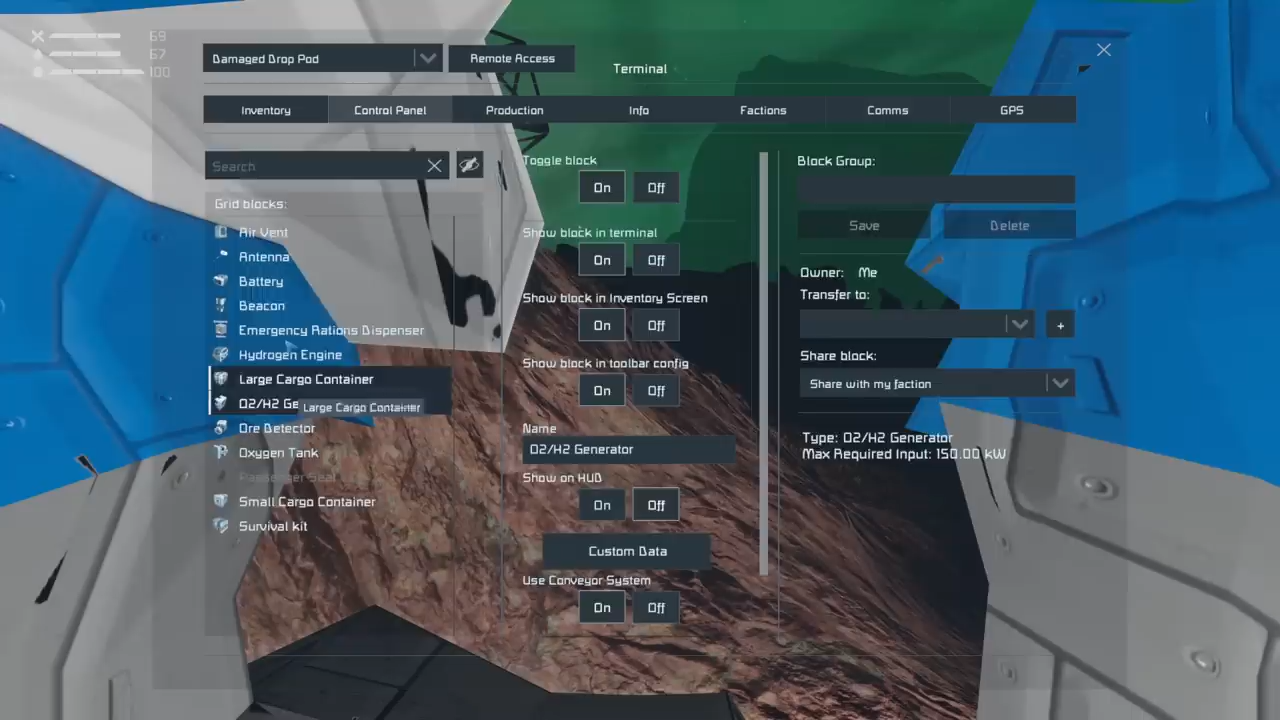 69
67
100
Damaged Drop Pod
Remote Access
Terminal
Inventory
Control Panel
Production
Info
Factions
Comms
GPS
Search
Grid blocks:
Air Vent
Antenna
Battery
Beacon
Emergency Rations Dispenser
Hydrogen Engine
Large Cargo Container
O2/H2 Ge
Large Cargo Container
Ore Detector
Oxygen Tank
Passenger Seat
Small Cargo Container
Survival kit
Toggle block
On Off
Show block in terminal
On Off
Show block in Inventory Screen
On Off
Show block in toolbar config
On Off
Name
O2/H2 Generator
Show on HUD
On Off
Custom Data
Use Conveyor System
On Off
Block Group:
Save
Delete
Owner: Me
Transfer to:
+
Share block:
Share with my faction
Type: O2/H2 Generator
Max Required Input: 150.00 kW